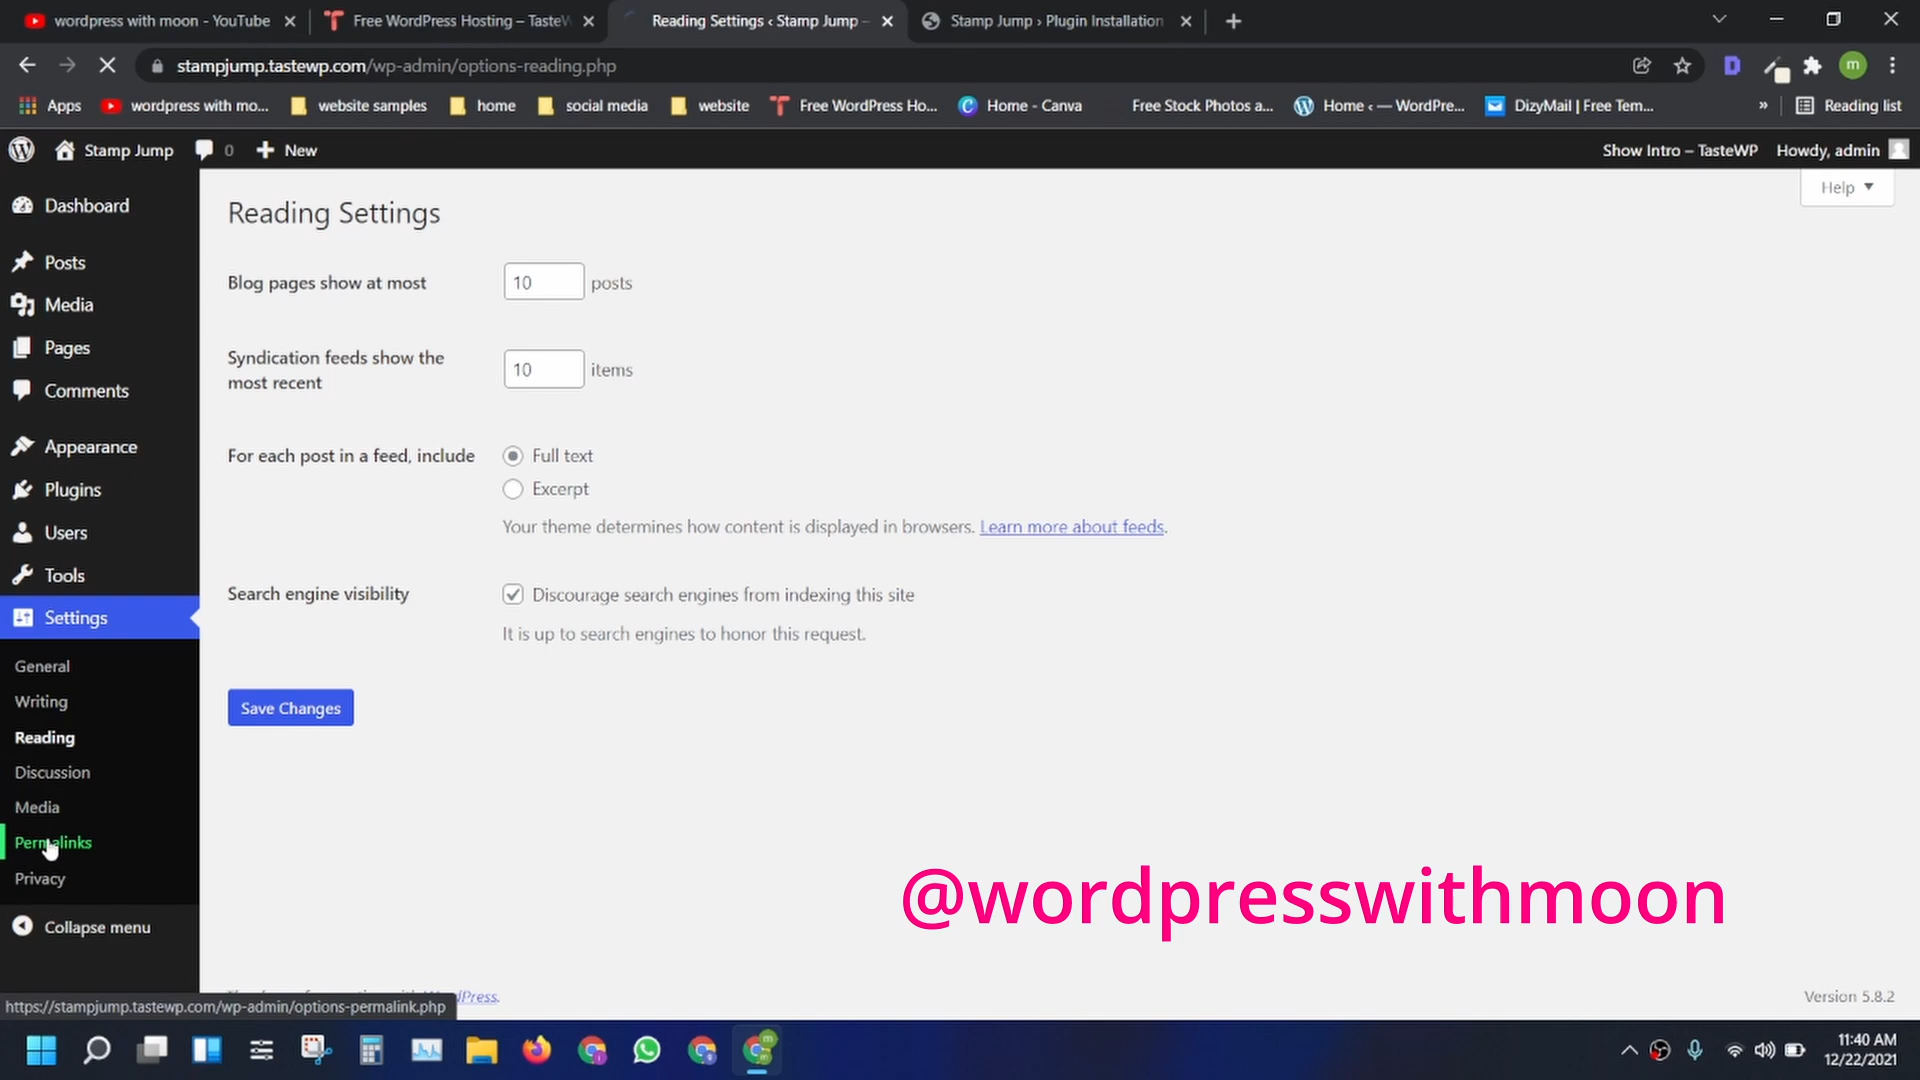 wordpress with moon - YouTube
Free WordPress Hosting – TasteW
Reading Settings ‹ Stamp Jump –
Stamp Jump › Plugin Installation
stampjump.tastewp.com/wp-admin/options-reading.php
m
Apps
wordpress with mo...
website samples
home
social media
website
Free WordPress Ho...
Home - Canva
Free Stock Photos a...
Home ‹ — WordPre...
DizyMail | Free Tem...
»
Reading list
Stamp Jump
0
New
Show Intro – TasteWP
Howdy, admin
Help
Dashboard
Posts
Media
Pages
Comments
Appearance
Plugins
Users
Tools
Settings
General
Writing
Reading
Discussion
Media
Permalinks
Privacy
Collapse menu
Reading Settings
Blog pages show at most
10 posts
Syndication feeds show the
most recent
10 items
For each post in a feed, include
Full text
Excerpt
Your theme determines how content is displayed in browsers. Learn more about feeds.
Search engine visibility
Discourse search engines from indexing this site
It is up to search engines to honor this request.
Save Changes
@wordpresswithmoon
Version 5.8.2
https://stampjump.tastewp.com/wp-admin/options-permalink.php
11:40 AM
12/22/2021